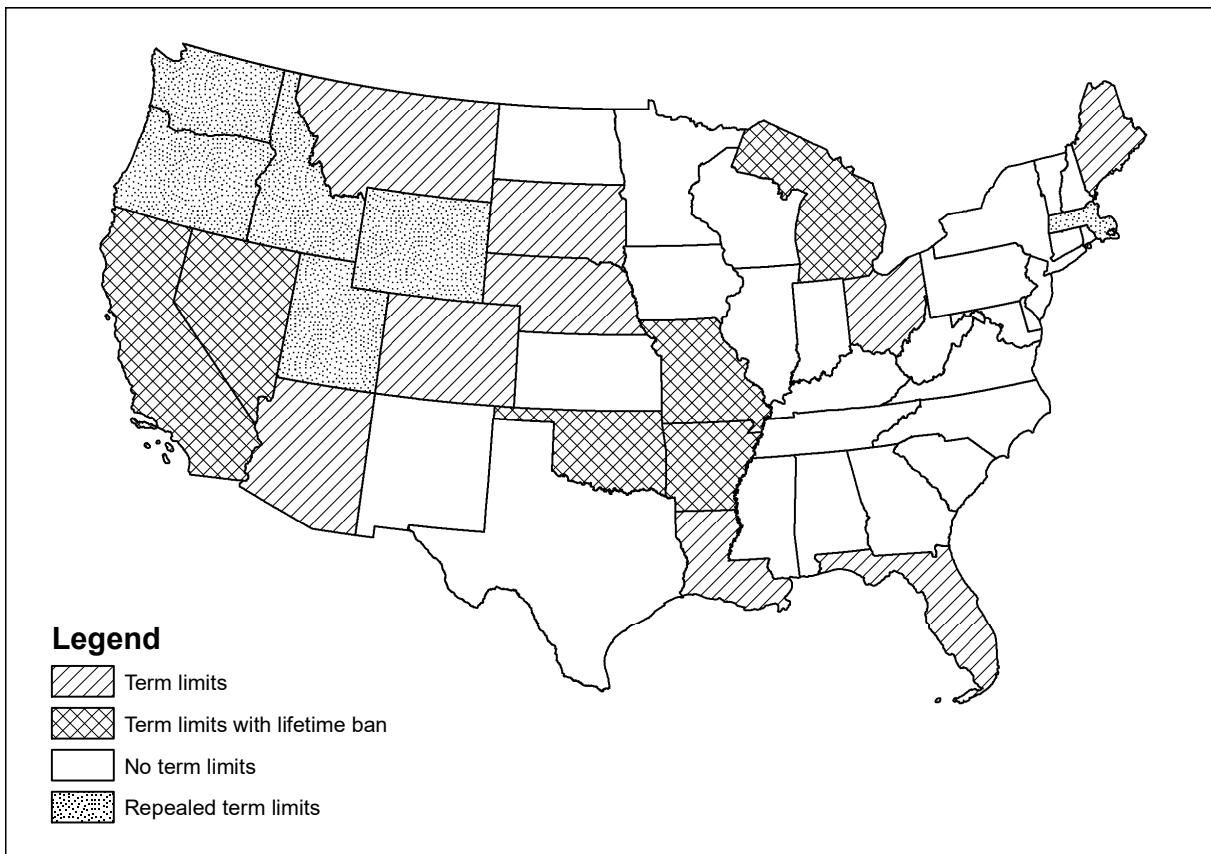 Legend
Term limits
Term limits with lifetime ban
No term limits
Repealed term limits